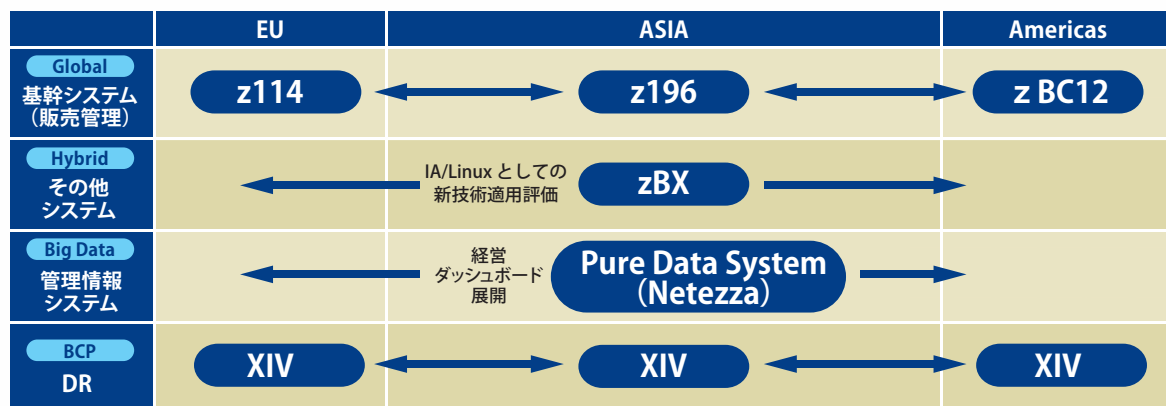 EU
ASIA
Americas
Global
基幹システム
（販売管理）
z114
z196
z BC12
Hybrid
その他
システム
IA/Linux としての
新技術適用評価
zBX
Big Data
管理情報
システム
経営
ダッシュボード
展開
Pure Data System
（Netezza）
BCP
DR
XIV
XIV
XIV